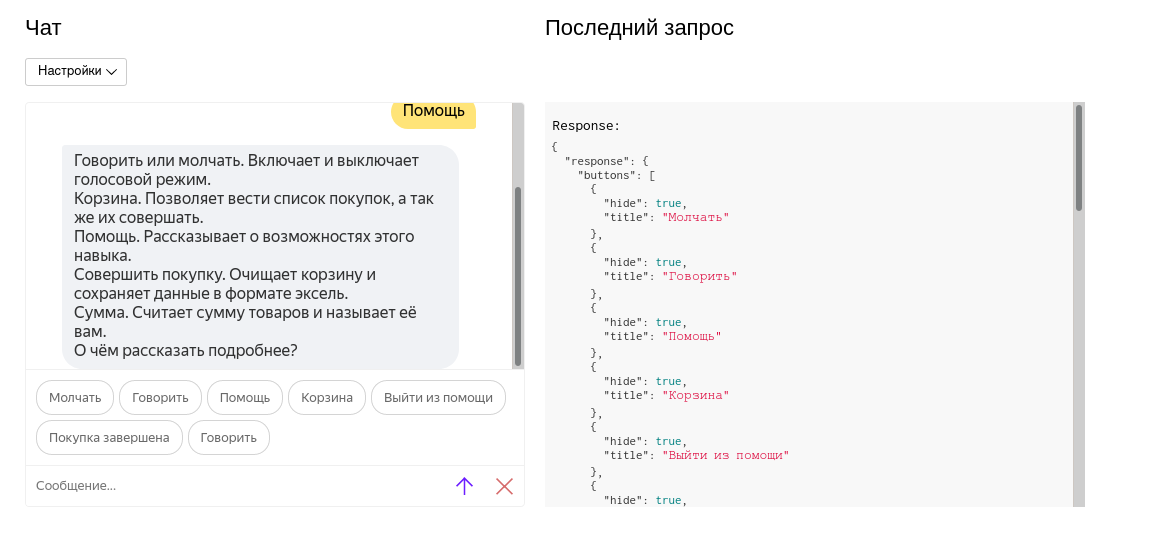 Чат
Настройки
Помощь
Говорить или молчать. Включает и выключает
голосовой режим.
Корзина. Позволяет вести список покупок, а так
же их совершать.
Помощь. Рассказывает о возможностях этого
навыка.
Совершить покупку. Очищает корзину и
сохраняет данные в формате эксель.
Сумма. Считает сумму товаров и называет её
вам.
О чём рассказать подробнее?
Молчать Говорить Помощь Корзина Выйти из помощи
Покупка завершена Говорить
Сообщение...
Последний запрос
Response:
{
"response": {
"buttons": [
{
"hide": true,
"title": "Молчать"
},
{
"hide": true,
"title": "Говорить"
},
{
"hide": true,
"title": "Помощь"
},
{
"hide": true,
"title": "Корзина"
},
{
"hide": true,
"title": "Выйти из помощи"
},
{
"hide": true,